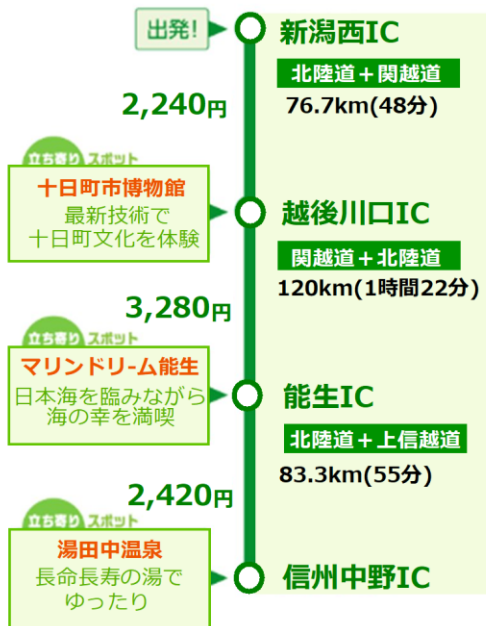 出発!
新潟西IC
北陸道＋関越道
2,240円
76.7km(48分)
立ち寄りスポット
十日町市博物館
最新技術で
十日町文化を体験
越後川口IC
関越道＋北陸道
120km(1時間22分)
3,280円
立ち寄りスポット
マリンドリーム能生
日本海を臨みながら
海の幸を満喫
能生IC
北陸道＋上信越道
83.3km(55分)
2,420円
立ち寄りスポット
湯田中温泉
長命長寿の湯で
ゆったり
信州中野IC